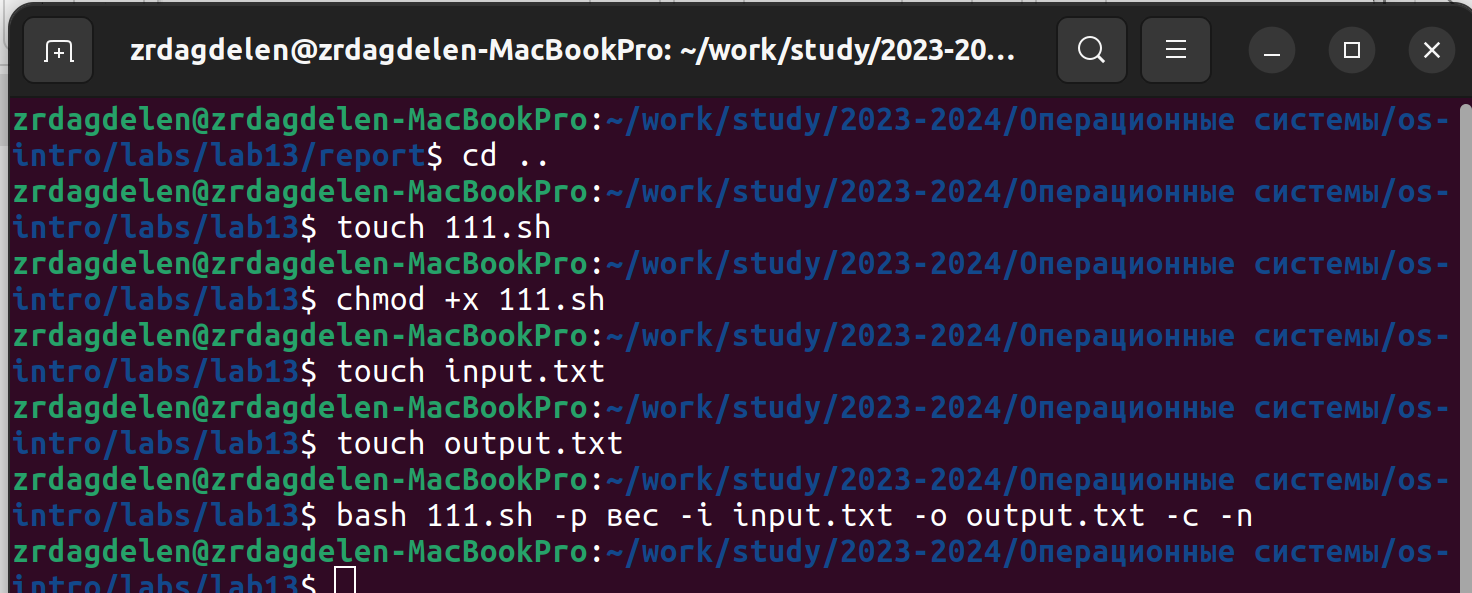 zrdagdelen@zrdagdelen-MacBookPro: ~/work/study/2023-20…
zrdagdelen@zrdagdelen-MacBookPro:~/work/study/2023-2024/Операционные системы/os-
intro/labs/lab13/report$ cd ..
zrdagdelen@zrdagdelen-MacBookPro:~/work/study/2023-2024/Операционные системы/os-
intro/labs/lab13$ touch 111.sh
zrdagdelen@zrdagdelen-MacBookPro:~/work/study/2023-2024/Операционные системы/os-
intro/labs/lab13$ chmod +x 111.sh
zrdagdelen@zrdagdelen-MacBookPro:~/work/study/2023-2024/Операционные системы/os-
intro/labs/lab13$ touch input.txt
zrdagdelen@zrdagdelen-MacBookPro:~/work/study/2023-2024/Операционные системы/os-
intro/labs/lab13$ touch output.txt
zrdagdelen@zrdagdelen-MacBookPro:~/work/study/2023-2024/Операционные системы/os-
intro/labs/lab13$ bash 111.sh -p вес -i input.txt -o output.txt -c -n
zrdagdelen@zrdagdelen-MacBookPro:~/work/study/2023-2024/Операционные системы/os-
intro/labs/lab13$